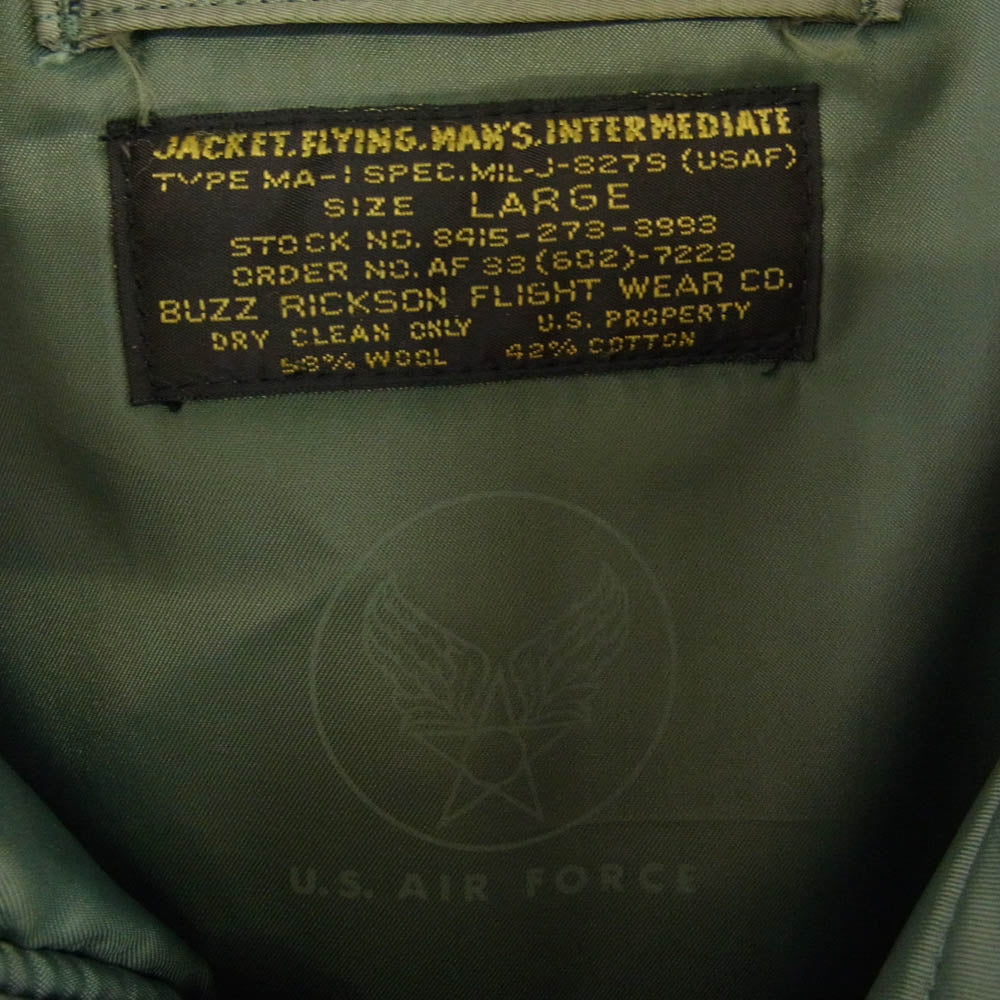 JACKET, FLYING, MAN'S, INTERMEDIATE
TYPE MA-1 SPEC. MIL-J-8279 (USAF)
SIZE LARGE
STOCK NO. 8415-273-3993
ORDER NO. AF 33(602)-7223
BUZZ RICKSON FLIGHT WEAR CO.
DRY CLEAN ONLY U.S. PROPERTY
58% WOOL 42% COTTON
U.S. AIR FORCE